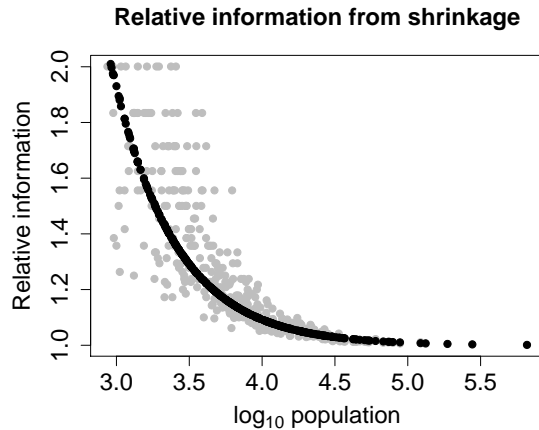 Relative information from shrinkage
Relative information
2.0
1.8
1.6
1.4
1.2
1.0
3.0 3.5 4.0 4.5 5.0 5.5
log10 population